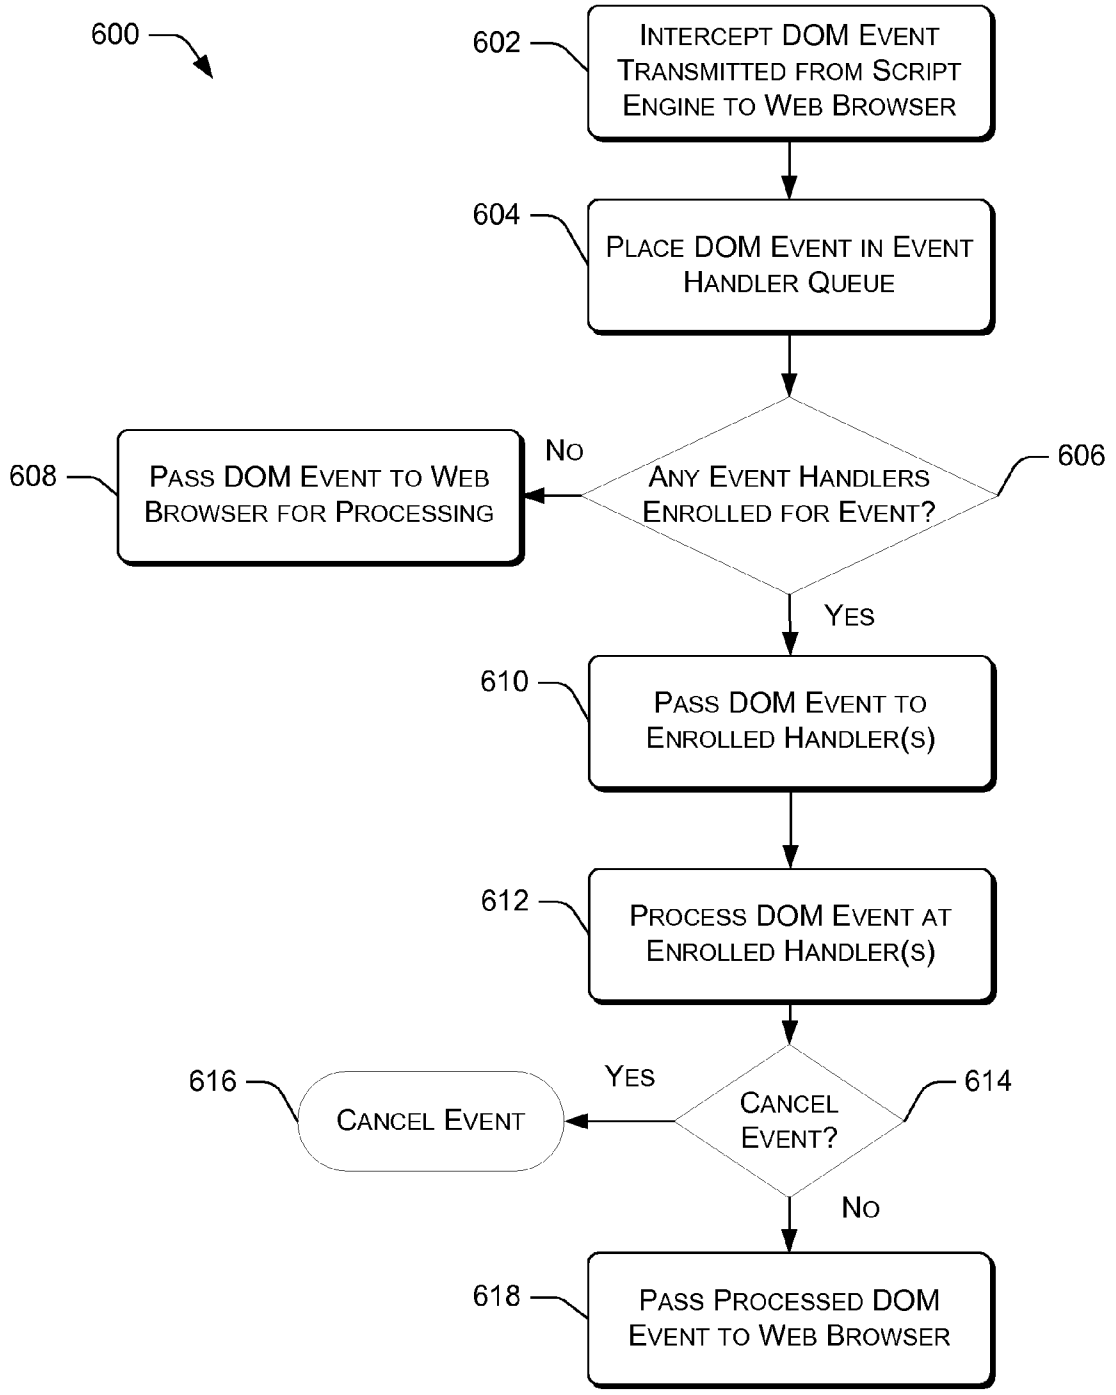 600
602
INTERCEPT DOM EVENT
TRANSMITTED FROM SCRIPT
ENGINE TO WEB BROWSER
604
PLACE DOM EVENT IN EVENT
HANDLER QUEUE
606
ANY EVENT HANDLERS
ENROLLED FOR EVENT?
NO
608
PASS DOM EVENT TO WEB
BROWSER FOR PROCESSING
YES
610
PASS DOM EVENT TO
ENROLLED HANDLER(S)
612
PROCESS DOM EVENT AT
ENROLLED HANDLER(S)
614
CANCEL
EVENT?
YES
616
CANCEL EVENT
NO
618
PASS PROCESSED DOM
EVENT TO WEB BROWSER